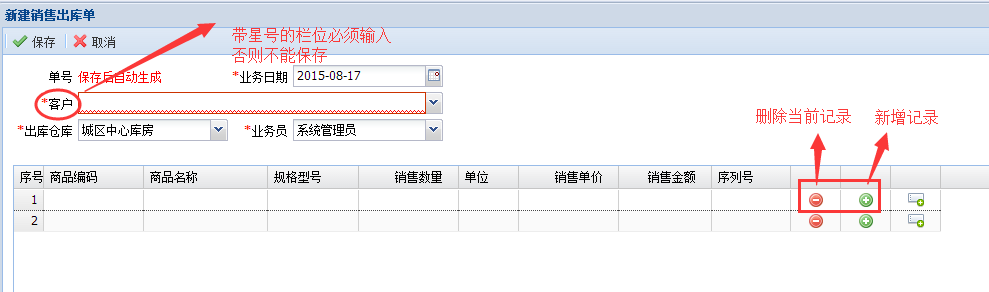 新建销售出库单
带星号的栏位必须输入
否则不能保存
保存 取消
单号 保存后自动生成 *业务日期 2015-08-17
*客户
*出库仓库 城区中心库房 *业务员 系统管理员
删除当前记录 新增记录
序号 商品编码 商品名称 规格型号 销售数量 单位 销售单价 销售金额 序列号
1
2